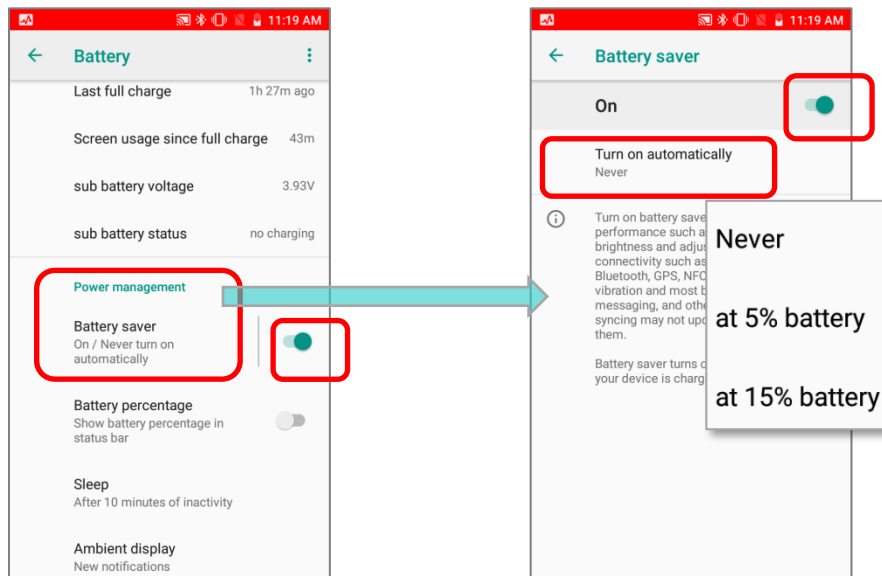 11:19 AM
Battery
Last full charge 1h 27m ago
Screen usage since full charge 43m
sub battery voltage 3.93V
sub battery status no charging
Power management
Battery saver
On / Never turn on
automatically
Battery percentage
Show battery percentage in
status bar
Sleep
After 10 minutes of inactivity
Ambient display
New notifications
11:19 AM
Battery saver
On
Turn on automatically
Never
Turn on battery save
performance such a
brightness and adjus
connectivity such as
Bluetooth, GPS, NFC
vibration and most b
messaging, and othe
syncing may not upd
them.
Battery saver turns o
your device is charg
Never
at 5% battery
at 15% battery